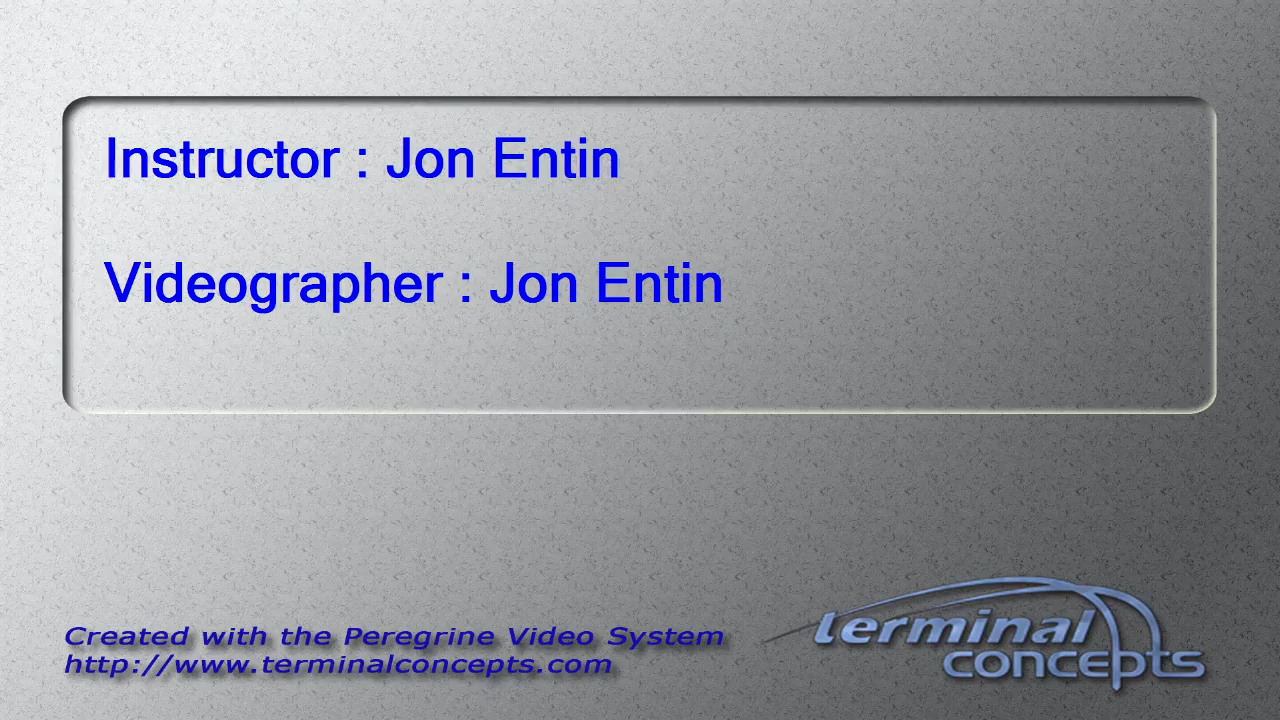 Instructor : Jon Entin
Videographer : Jon Entin
Created with the Peregrine Video System
http://www.terminalconcepts.com
terminal
concepts